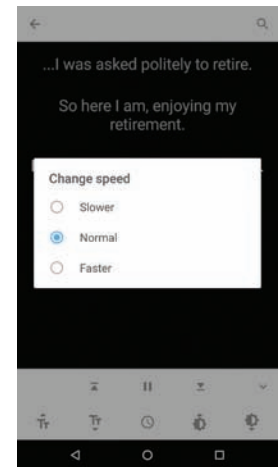 ...I was asked politely to retire.
So here I am, enjoying my
retirement.
Change speed
Slower
Normal
Faster